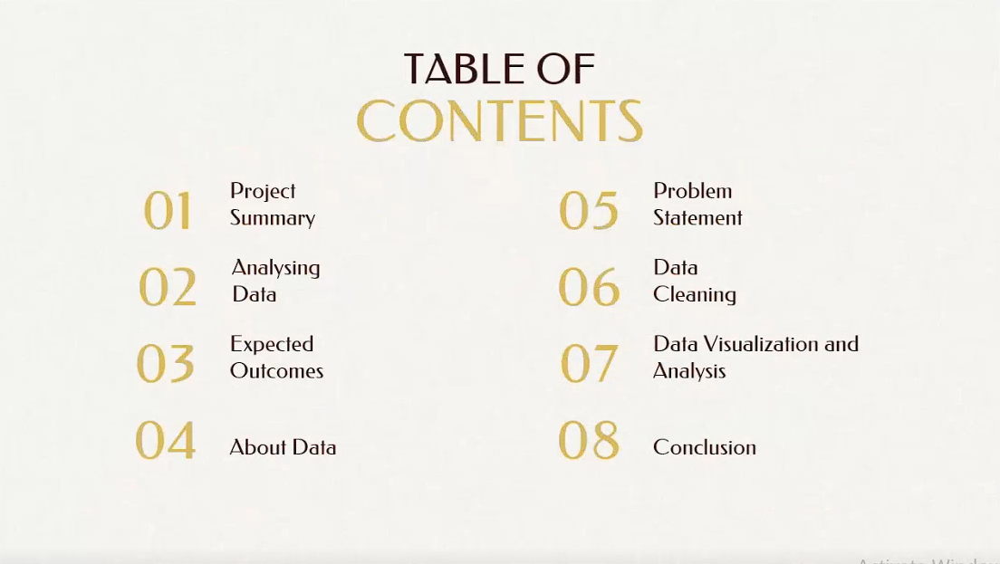 TABLE OF
CONTENTS
01
Project
Summary
02
Analysing
Data
03
Expected
Outcomes
04
About Data
05
Problem
Statement
06
Data
Cleaning
07
Data Visualization and
Analysis
08
Conclusion